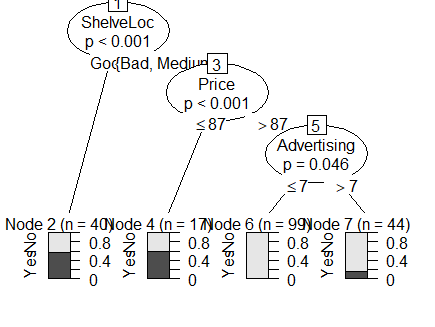 1
ShelveLoc
p < 0.001
Good {Bad, Medium}
3
Price
p < 0.001
≤ 87 > 87
5
Advertising
p = 0.046
≤ 7 > 7
Node 2 (n = 40) Node 4 (n = 17) Node 6 (n = 99) Node 7 (n = 44)
Yes No 0.8 0.4 0
Yes No 0.8 0.4 0
Yes No 0.8 0.4 0
Yes No 0.8 0.4 0